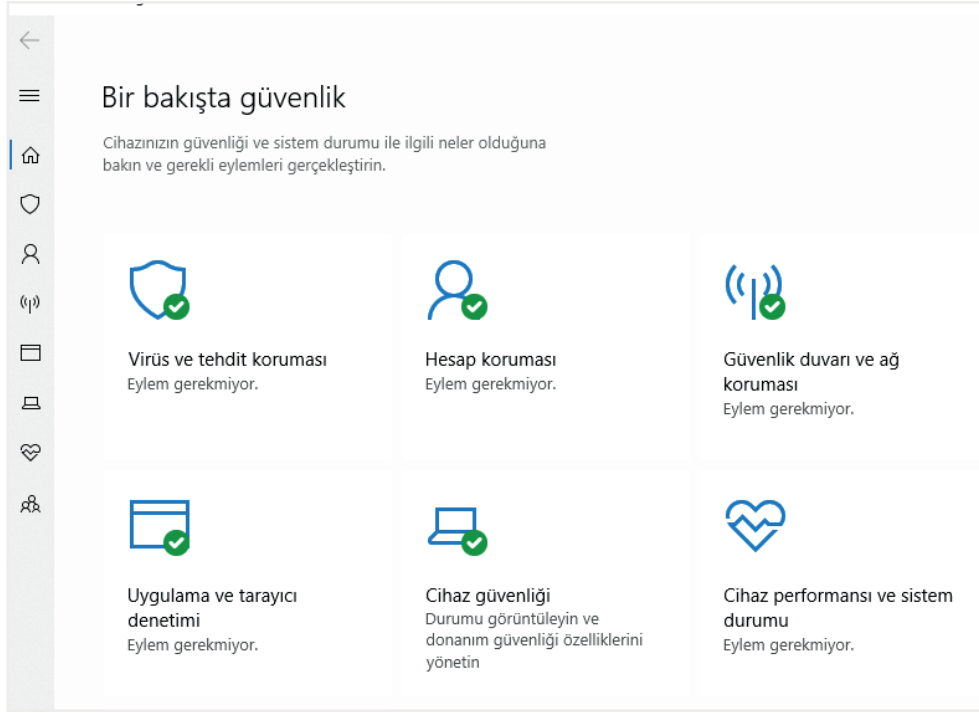 Bir bakışta güvenlik
Cihazınızın güvenliği ve sistem durumu ile ilgili neler olduğuna
bakın ve gerekli eylemleri gerçekleştirin.
Virüs ve tehdit koruması
Eylem gerekmiyor.
Hesap koruması
Eylem gerekmiyor.
Güvenlik duvarı ve ağ
koruması
Eylem gerekmiyor.
Uygulama ve tarayıcı
denetimi
Eylem gerekmiyor.
Cihaz güvenliği
Durumu görüntüleyin ve
donanım güvenliği özelliklerini
yönetin
Cihaz performansı ve sistem
durumu
Eylem gerekmiyor.